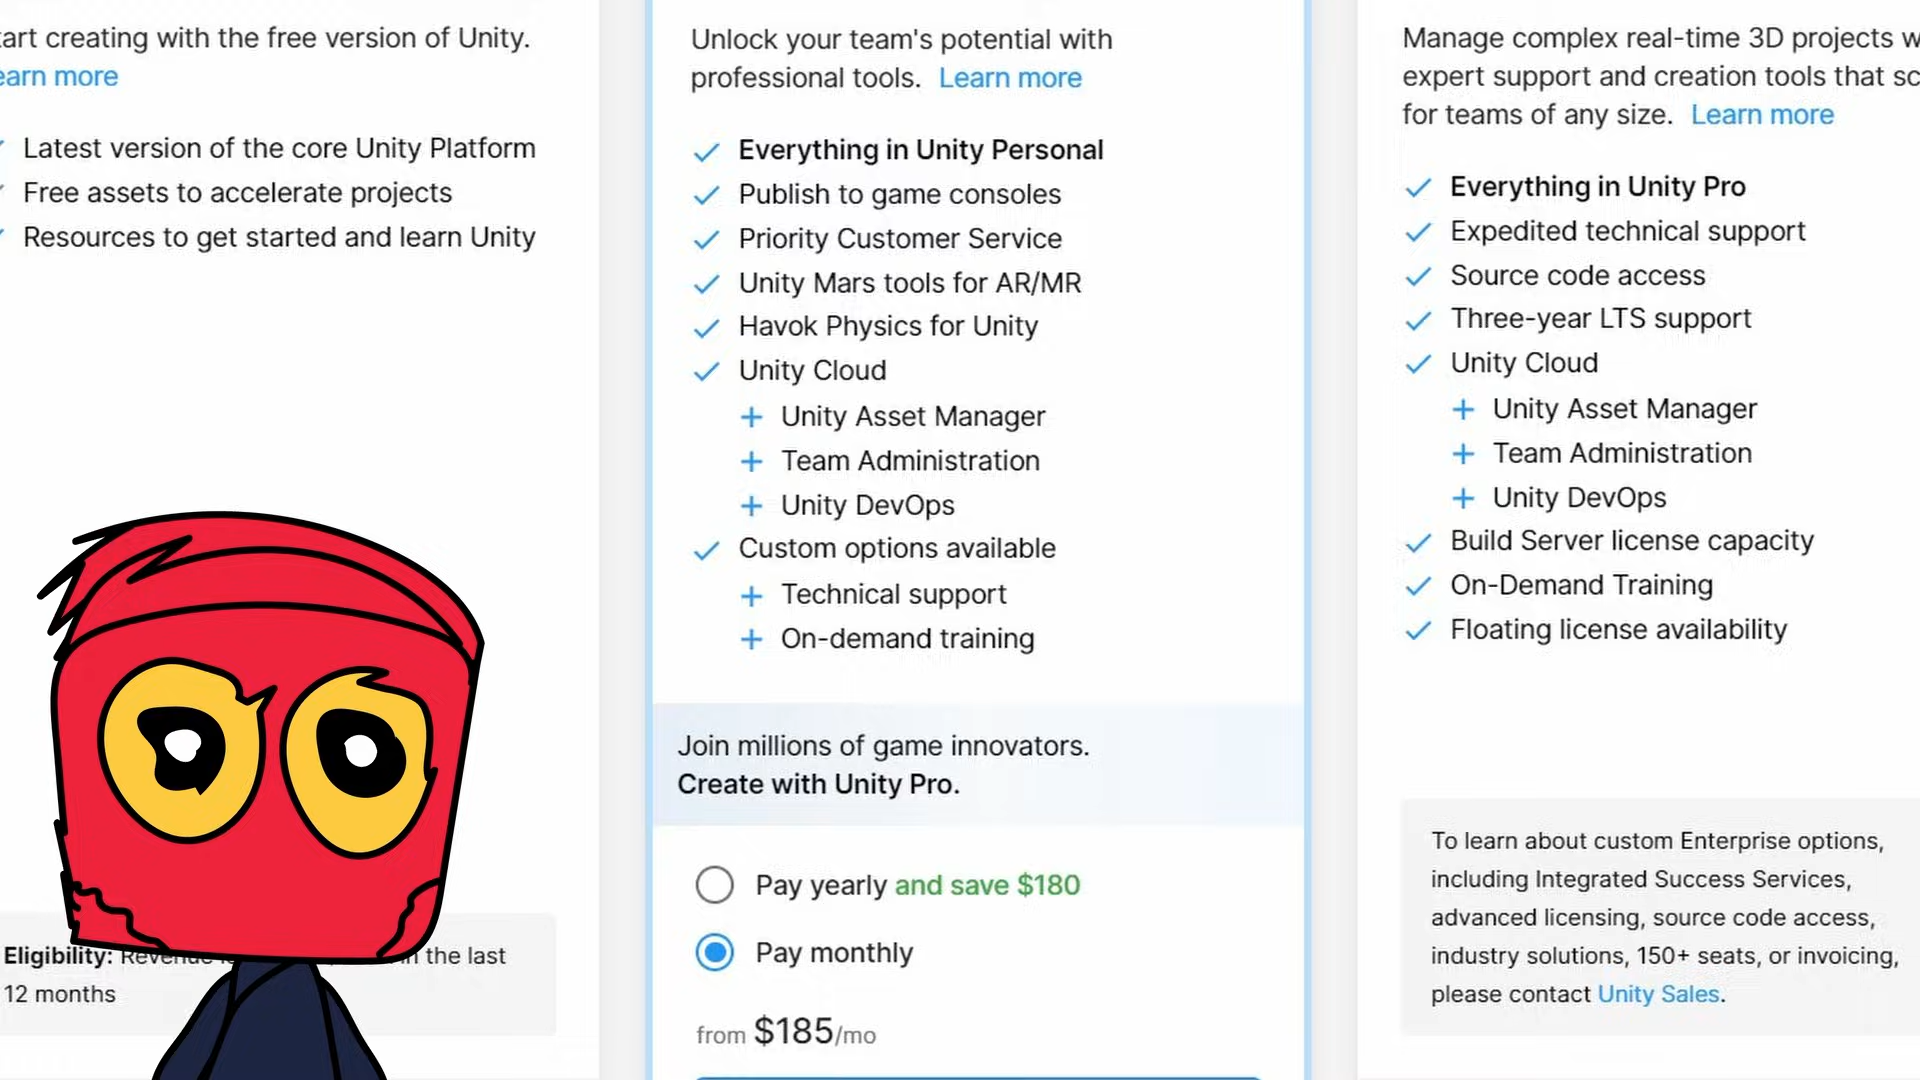 art creating with the free version of Unity.
earn more
Latest version of the core Unity Platform
Free assets to accelerate projects
Resources to get started and learn Unity
Eligibility: the last
12 months
Unlock your team's potential with
professional tools. Learn more
Everything in Unity Personal
Publish to game consoles
Priority Customer Service
Unity Mars tools for AR/MR
Havok Physics for Unity
Unity Cloud
Unity Asset Manager
Team Administration
Unity DevOps
Custom options available
Technical support
On-demand training
Join millions of game innovators.
Create with Unity Pro.
Pay yearly and save $180
Pay monthly
from $185/mo
Manage complex real-time 3D projects w
expert support and creation tools that sc
for teams of any size. Learn more
Everything in Unity Pro
Expedited technical support
Source code access
Three-year LTS support
Unity Cloud
Unity Asset Manager
Team Administration
Unity DevOps
Build Server license capacity
On-Demand Training
Floating license availability
To learn about custom Enterprise options,
including Integrated Success Services,
advanced licensing, source code access,
industry solutions, 150+ seats, or invoicing,
please contact Unity Sales.